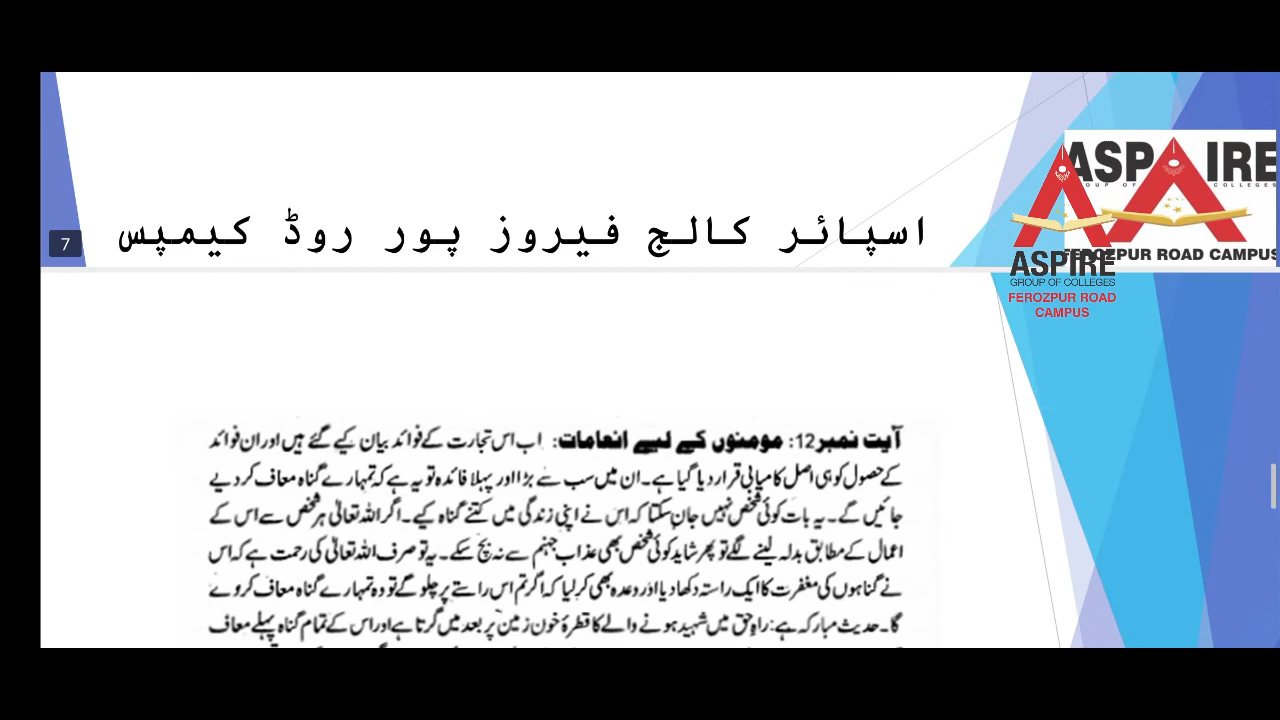 ASPAIRE
GROUP OF COLLEGES
FEROZPUR ROAD CAMPUS
ASPIRE
GROUP OF COLLEGES
FEROZPUR ROAD
CAMPUS
7
اسپائر کالج فیروز پور روڈ کیمپس
آیت نمبر12: مومنوں کے لیے انعامات: اب اس تجارت کے فوائد بیان کیے گئے ہیں اور ان فوائد
کے حصول کو ہی اصل کامیابی قرار دیا گیا ہے۔ ان میں سب سے بڑا اور پہلا فائدہ تو یہ ہے کہ تمہارے گناہ معاف کر دیے
جائیں گے۔ یہ بات کوئی شخص نہیں جان سکتا کہ اس نے اپنی زندگی میں کتنے گناہ کیے۔ اگر اللہ تعالیٰ ہر شخص سے اس کے
اعمال کے مطابق بدلہ لینے لگے تو پھر شاید کوئی شخص بھی عذاب جہنم سے نہ بچ سکے۔ یہ تو صرف اللہ تعالیٰ کی رحمت ہے کہ اس
نے گناہوں کی مغفرت کا ایک راستہ دکھا دیا اور وعدہ بھی کر لیا کہ اگر تم اس راستے پر چلو گے تو وہ تمہارے گناہ معاف کر دے
گا۔ حدیث مبارکہ ہے: راہِ حق میں شہید ہونے والے کا قطرۂ خون زمین پر بعد میں گرتا ہے اور اس کے تمام گناہ پہلے معاف